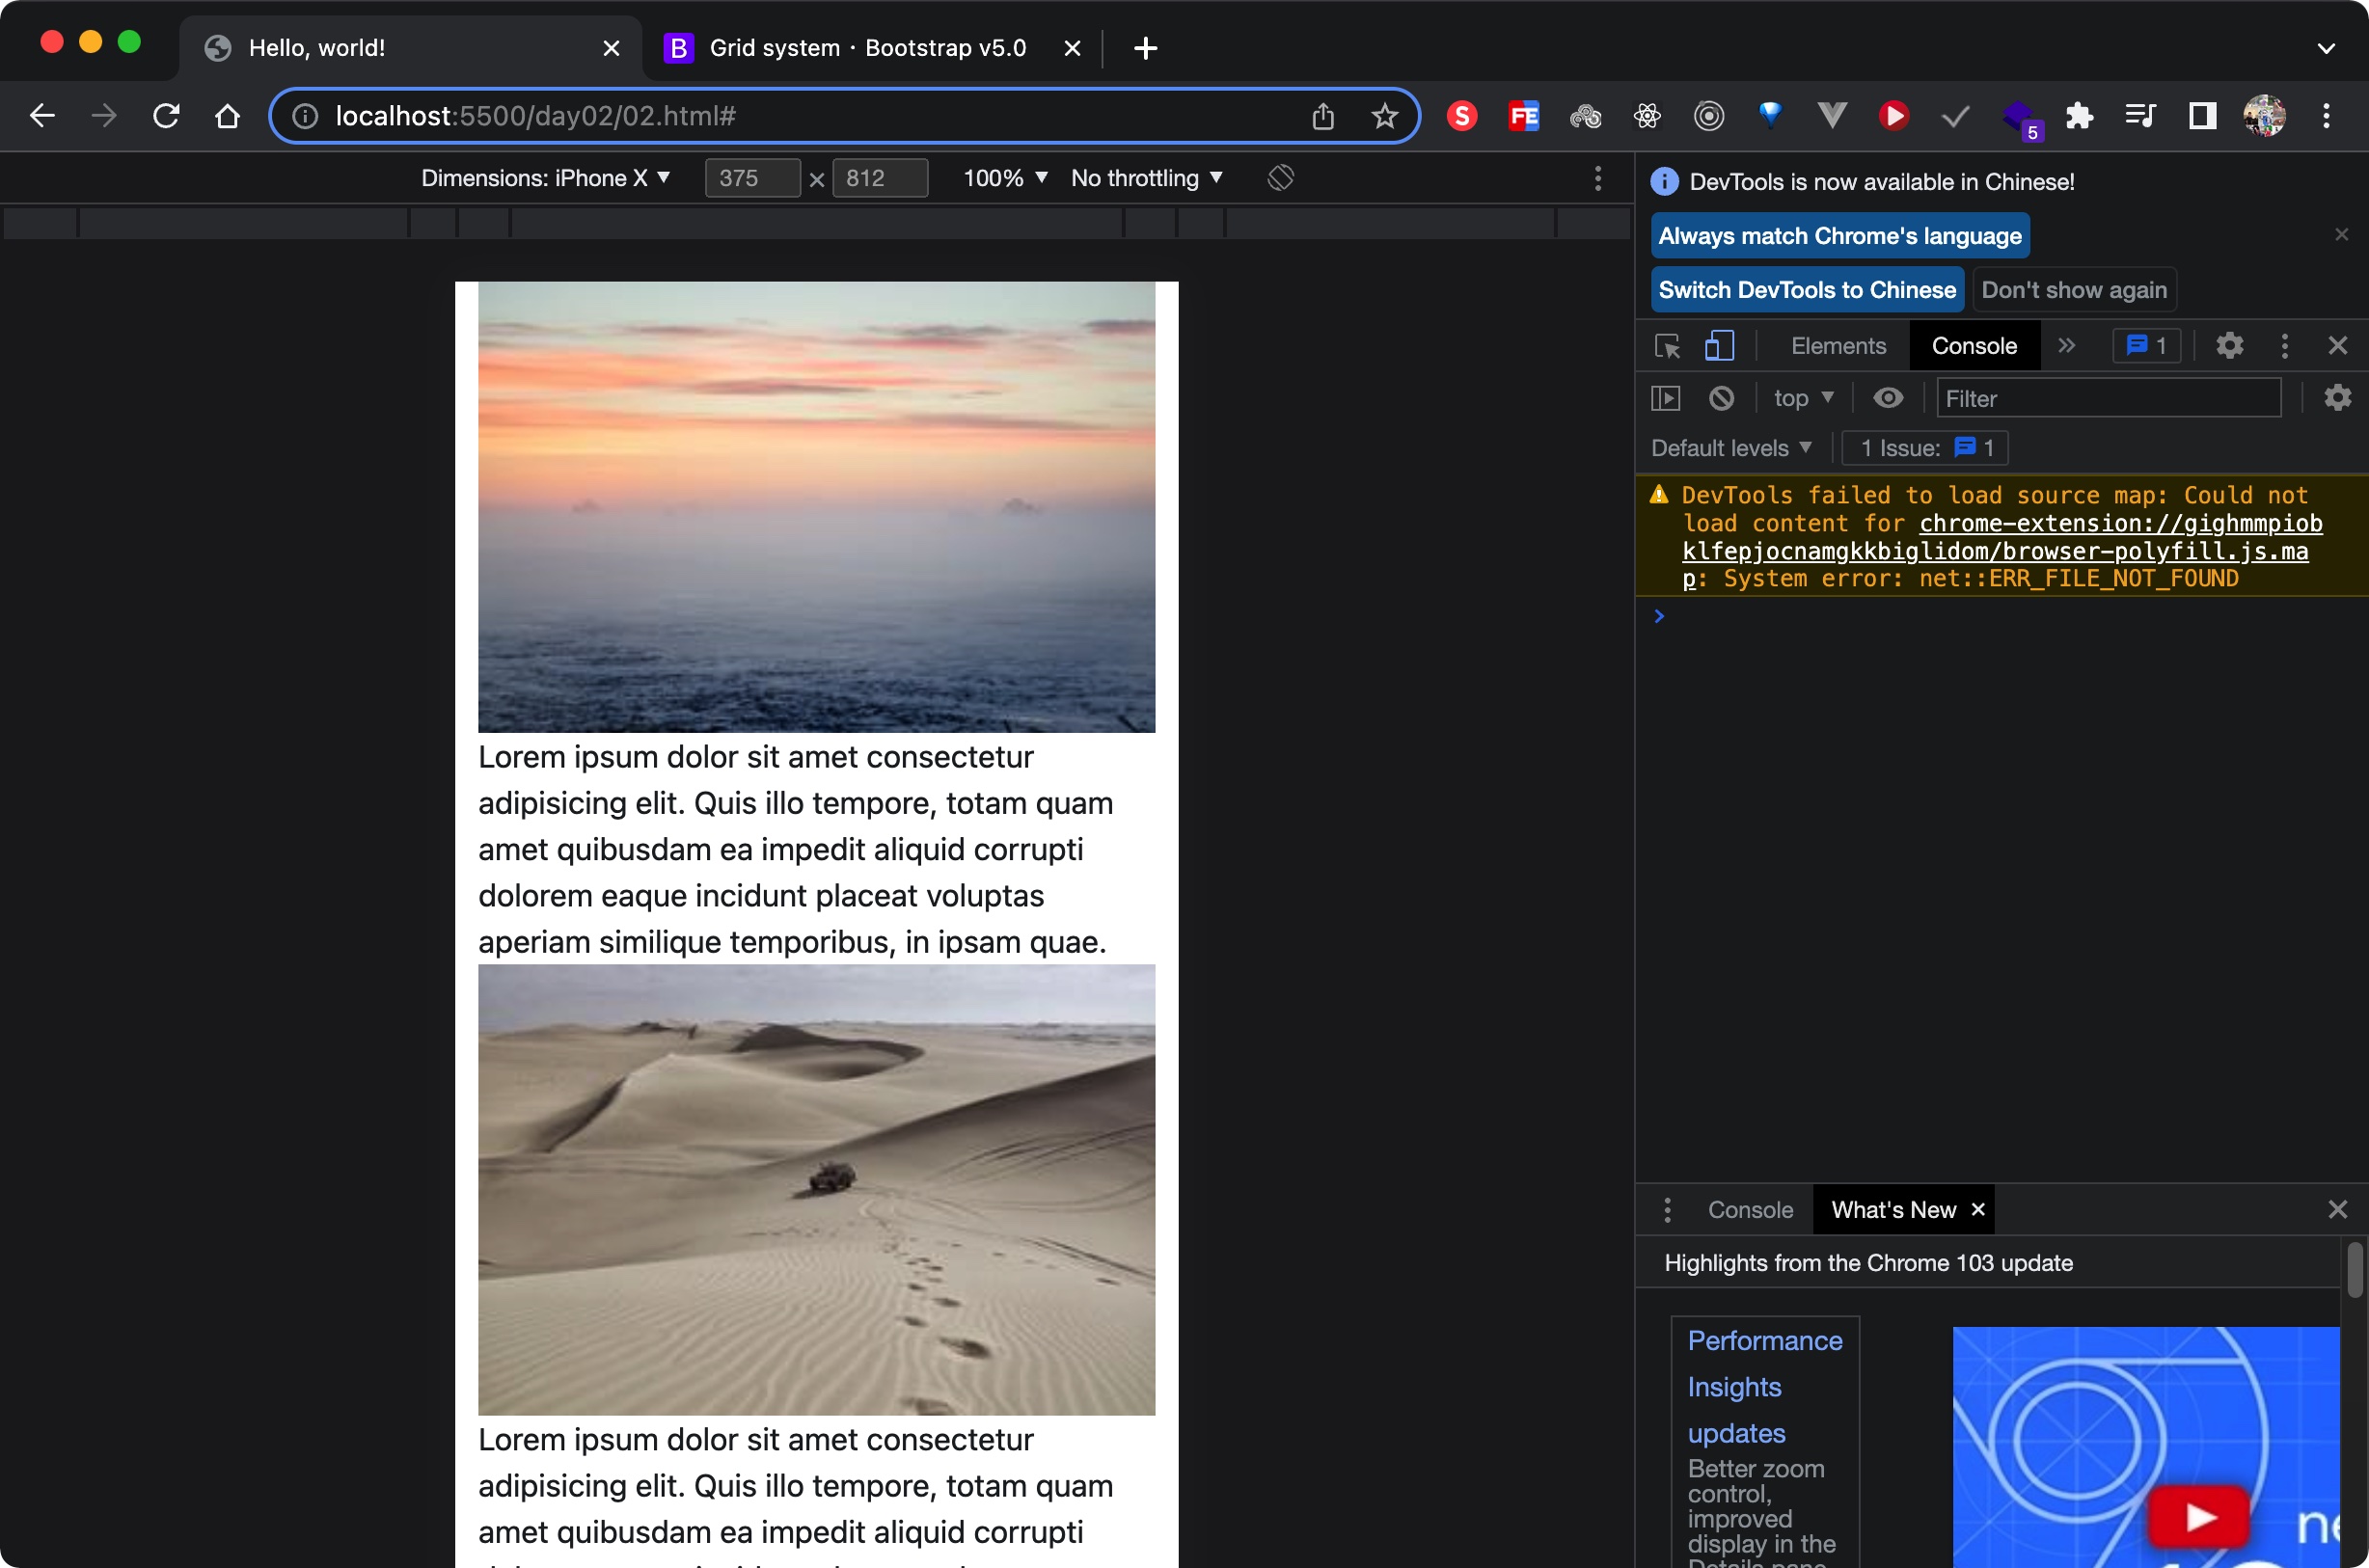 Hello, world!
B Grid system · Bootstrap v5.0
localhost:5500/day02/02.html#
S
FE
5
Dimensions: iPhone X 375 × 812 100% No throttling
DevTools is now available in Chinese!
Always match Chrome's language
Switch DevTools to Chinese Don't show again
Elements Console 1
top Filter
Default levels 1 Issue: 1
DevTools failed to load source map: Could not
load content for chrome-extension://gighmmpiob
klfepjocnamgkkbiglidom/browser-polyfill.js.ma
p: System error: net::ERR_FILE_NOT_FOUND
Lorem ipsum dolor sit amet consectetur
adipisicing elit. Quis illo tempore, totam quam
amet quibusdam ea impedit aliquid corrupti
dolorem eaque incidunt placeat voluptas
aperiam similique temporibus, in ipsam quae.
Lorem ipsum dolor sit amet consectetur
adipisicing elit. Quis illo tempore, totam quam
amet quibusdam ea impedit aliquid corrupti
Console What's New
Highlights from the Chrome 103 update
Performance
Insights
updates
Better zoom
control,
improved
display in the
Details pane